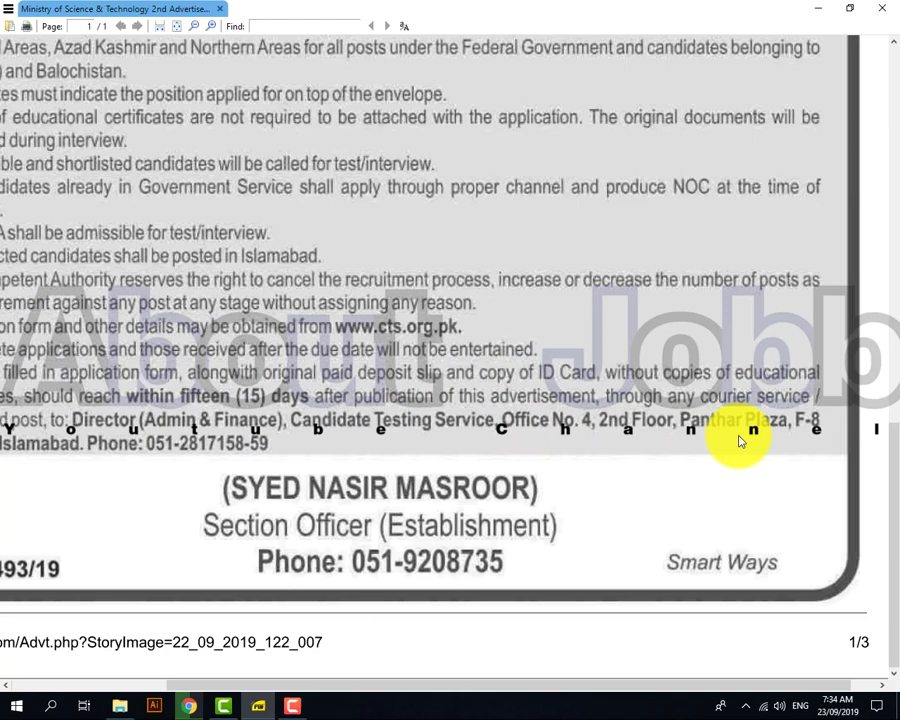 Ministry of Science & Technology 2nd Advertise... ×
Page: 1 / 1 Find:
Areas, Azad Kashmir and Northern Areas for all posts under the Federal Government and candidates belonging to
) and Balochistan.
es must indicate the position applied for on top of the envelope.
of educational certificates are not required to be attached with the application. The original documents will be
d during interview.
ble and shortlisted candidates will be called for test/interview.
didates already in Government Service shall apply through proper channel and produce NOC at the time of
.
A shall be admissible for test/interview.
cted candidates shall be posted in Islamabad.
petent Authority reserves the right to cancel the recruitment process, increase or decrease the number of posts as
rement against any post at any stage without assigning any reason.
on form and other details may be obtained from www.cts.org.pk.
te applications and those received after the due date will not be entertained.
About Jobb
filled in application form, alongwith original paid deposit slip and copy of ID Card, without copies of educational
es, should reach within fifteen (15) days after publication of this advertisement, through any courier service /
d post, to: Director (Admin & Finance), Candidate Testing Service, Office No. 4, 2nd Floor, Panthar Plaza, F-8
Youtube Channel
Islamabad. Phone: 051-2817158-59
(SYED NASIR MASROOR)
Section Officer (Establishment)
Phone: 051-9208735
493/19
Smart Ways
om/Advt.php?StoryImage=22_09_2019_122_007 1/3
ENG
7:34 AM
23/09/2019